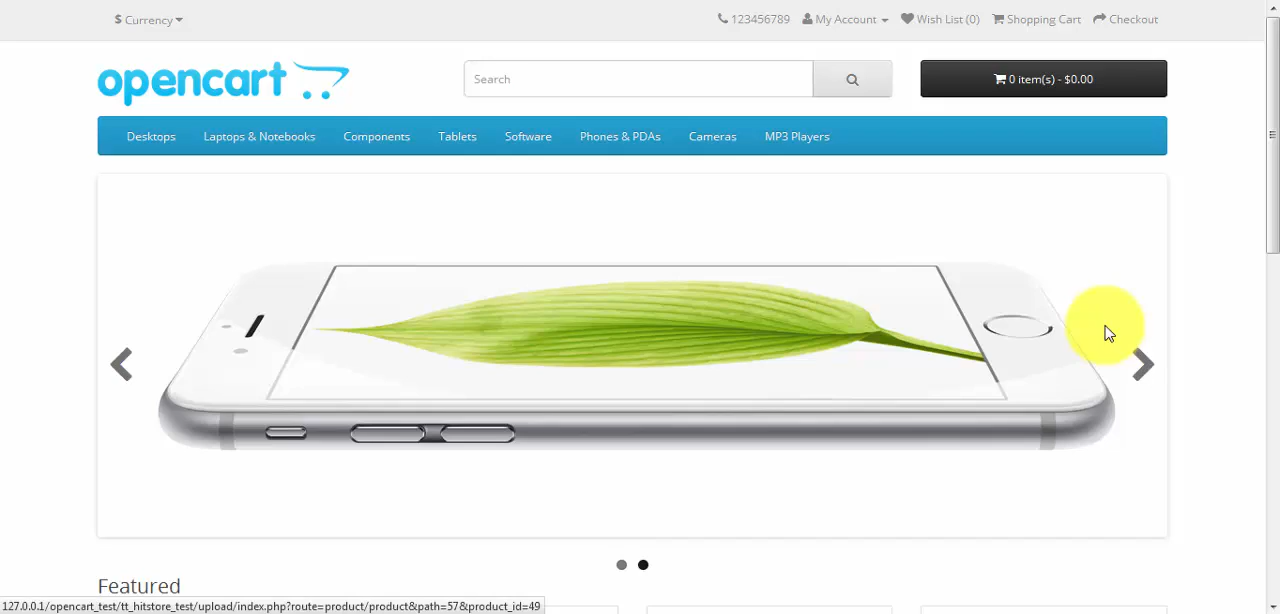 $ Currency 123456789 My Account Wish List (0) Shopping Cart Checkout
opencart Search 0 item(s) - $0.00
Desktops Laptops & Notebooks Components Tablets Software Phones & PDAs Cameras MP3 Players
Featured
127.0.0.1/opencart_test/tt_hitstore_test/upload/index.php?route=product/product&path=57&product_id=49